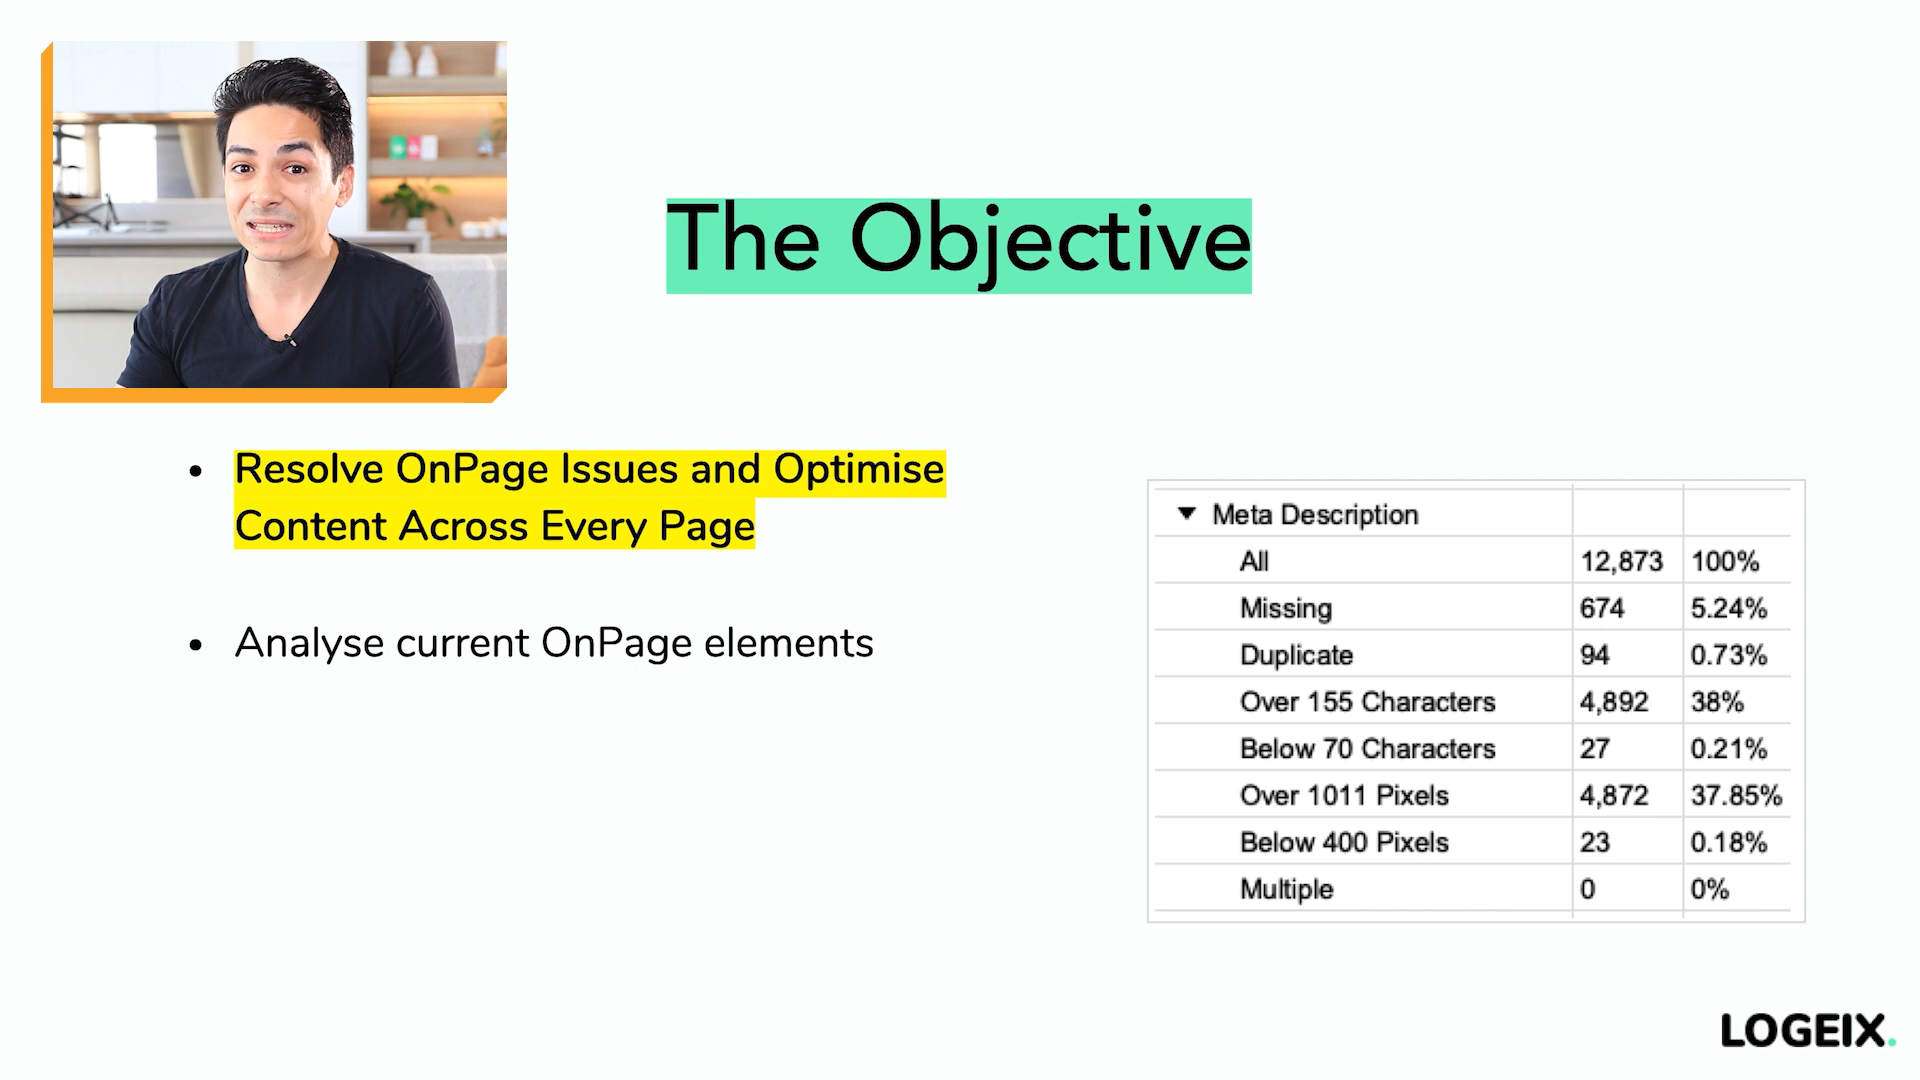 The Objective
• Resolve OnPage Issues and Optimise
Content Across Every Page
• Analyse current OnPage elements
▼ Meta Description
All 12,873 100%
Missing 674 5.24%
Duplicate 94 0.73%
Over 155 Characters 4,892 38%
Below 70 Characters 27 0.21%
Over 1011 Pixels 4,872 37.85%
Below 400 Pixels 23 0.18%
Multiple 0 0%
LOGEIX.